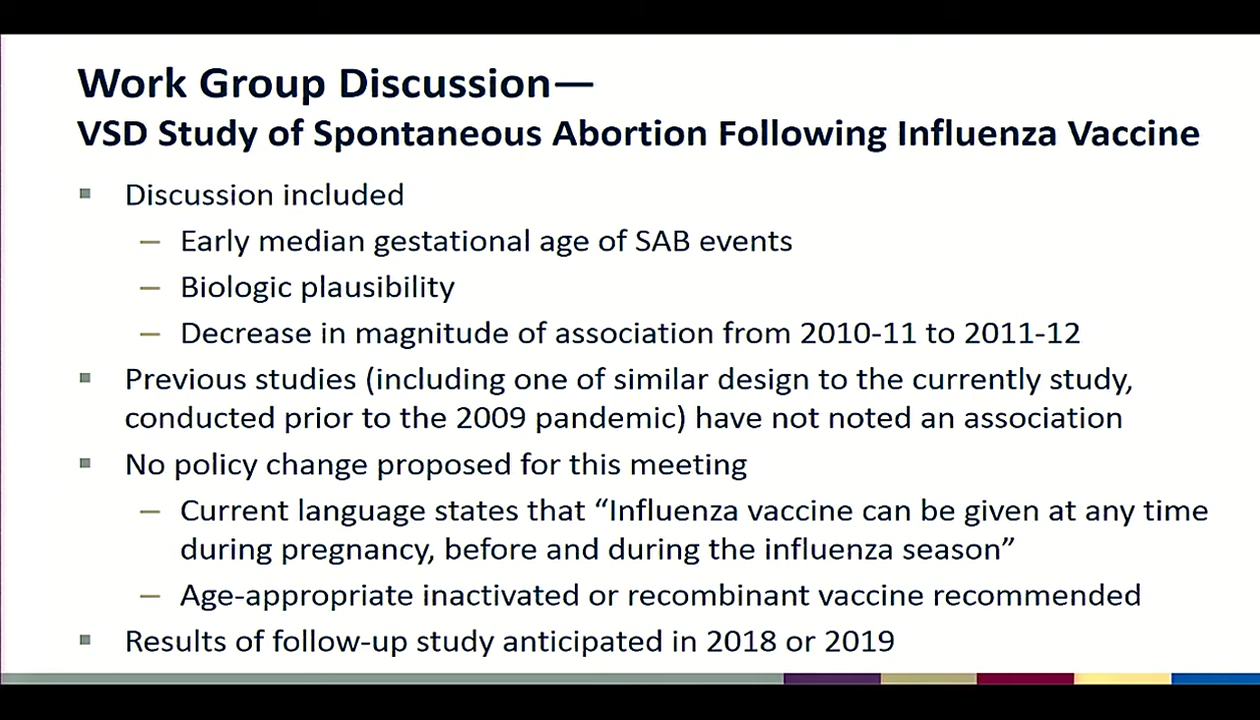 Work Group Discussion—
VSD Study of Spontaneous Abortion Following Influenza Vaccine
Discussion included
— Early median gestational age of SAB events
— Biologic plausibility
— Decrease in magnitude of association from 2010-11 to 2011-12
Previous studies (including one of similar design to the currently study,
conducted prior to the 2009 pandemic) have not noted an association
No policy change proposed for this meeting
— Current language states that “Influenza vaccine can be given at any time
during pregnancy, before and during the influenza season”
— Age-appropriate inactivated or recombinant vaccine recommended
Results of follow-up study anticipated in 2018 or 2019